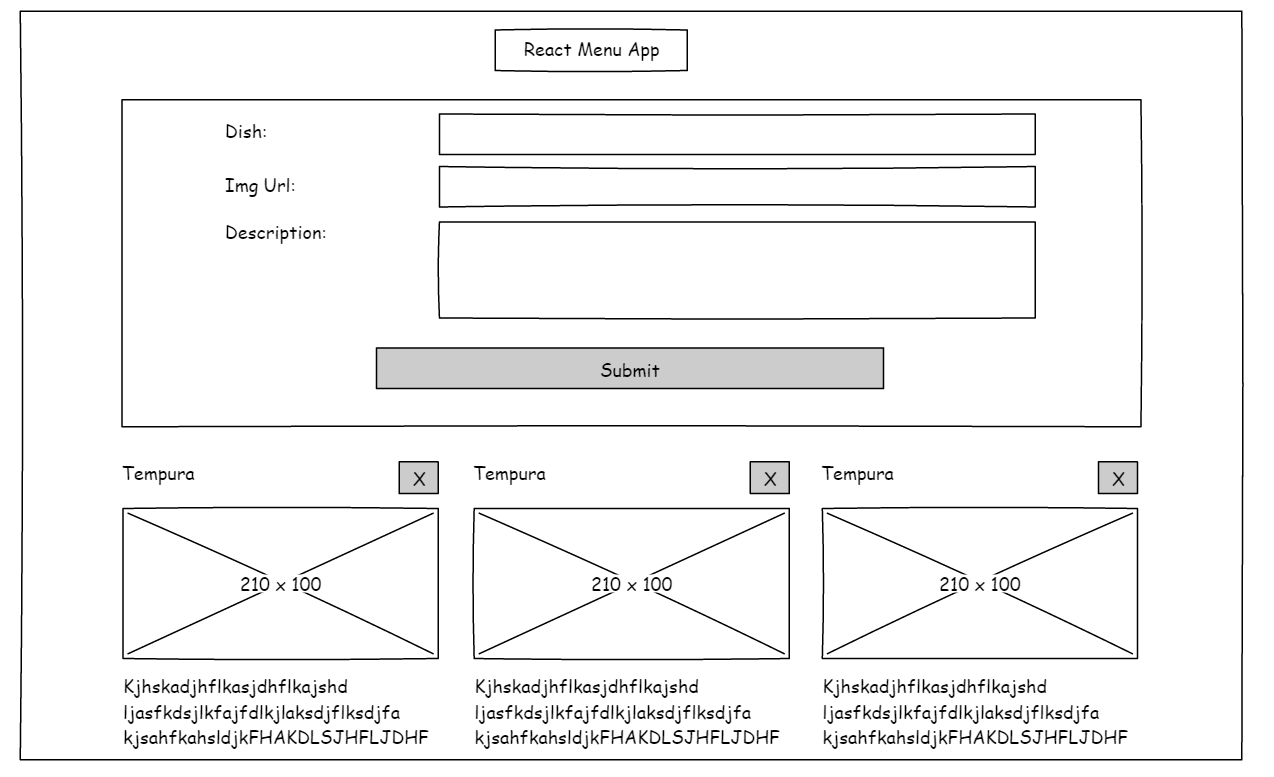 React Menu App
Dish:
Img Url:
Description:
Submit
Tempura
X
Tempura
X
Tempura
X
210 x 100
210 x 100
210 x 100
Kjhskadjhflkasjdhflkajshd
ljasfkdsjlkfajfdlkjlaksdjflksdjfa
kjsahfkahsldjkFHAKDLSJHFLJDHF
Kjhskadjhflkasjdhflkajshd
ljasfkdsjlkfajfdlkjlaksdjflksdjfa
kjsahfkahsldjkFHAKDLSJHFLJDHF
Kjhskadjhflkasjdhflkajshd
ljasfkdsjlkfajfdlkjlaksdjflksdjfa
kjsahfkahsldjkFHAKDLSJHFLJDHF